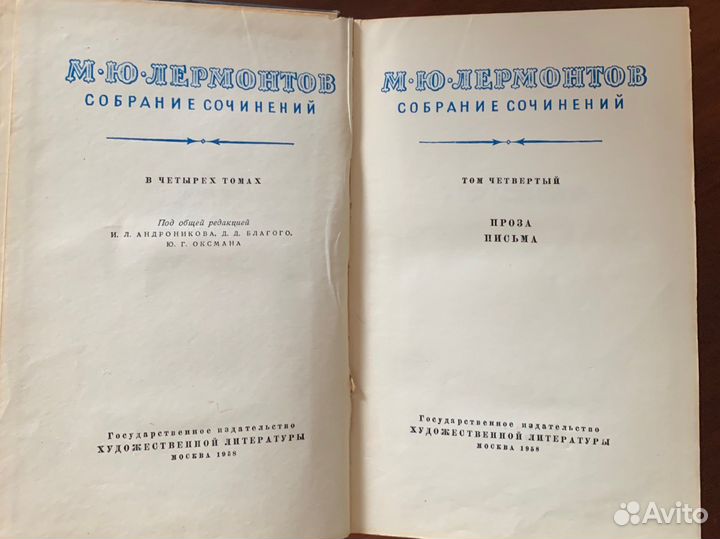 М·Ю·ЛЕРМОНТОВ
СОБРАНИЕ СОЧИНЕНИЙ
В ЧЕТЫРЕХ ТОМАХ
Под общей редакцией
И. Л. АНДРОНИКОВА, Д. Д. БЛАГОГО,
Ю. Г. ОКСМАНА
Государственное издательство
ХУДОЖЕСТВЕННОЙ ЛИТЕРАТУРЫ
МОСКВА 1958
М·Ю·ЛЕРМОНТОВ
СОБРАНИЕ СОЧИНЕНИЙ
ТОМ ЧЕТВЕРТЫЙ
ПРОЗА
ПИСЬМА
Государственное издательство
ХУДОЖЕСТВЕННОЙ ЛИТЕРАТУРЫ
МОСКВА 1958
Avito